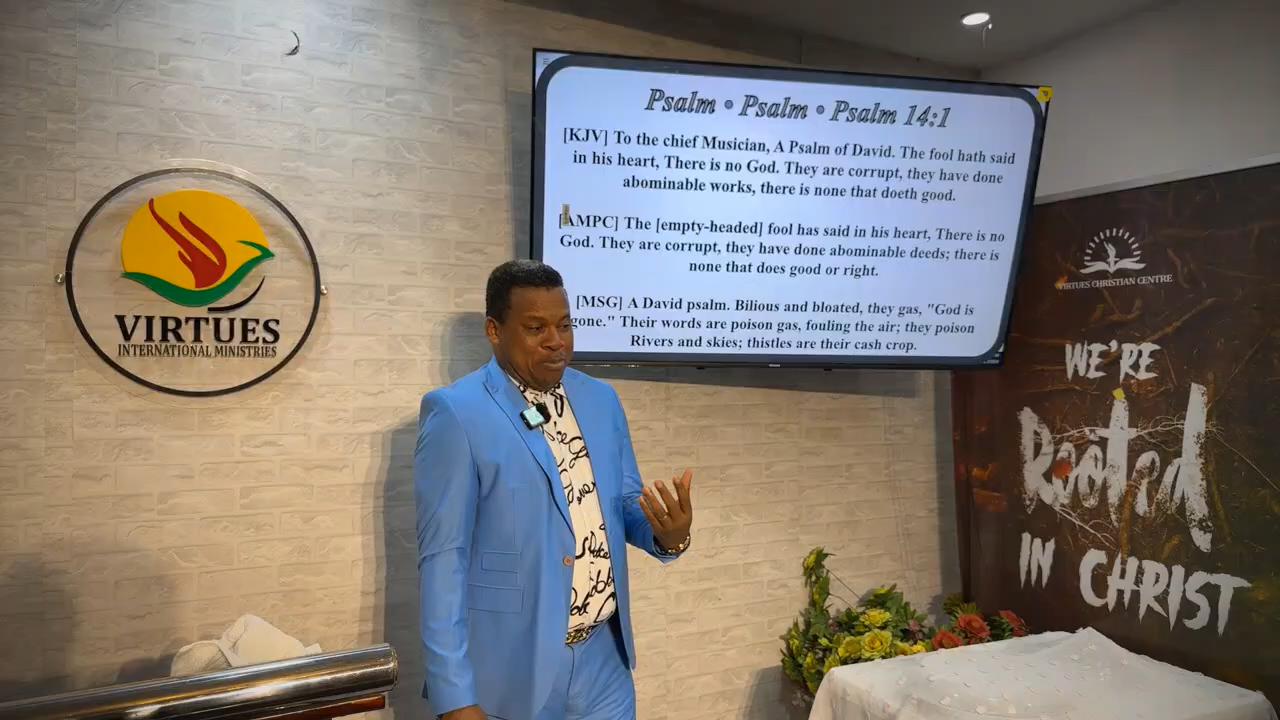 VIRTUES
INTERNATIONAL MINISTRIES
Psalm • Psalm • Psalm 14:1
[KJV] To the chief Musician, A Psalm of David. The fool hath said
in his heart, There is no God. They are corrupt, they have done
abominable works, there is none that doeth good.
[AMPC] The [empty-headed] fool has said in his heart, There is no
God. They are corrupt, they have done abominable deeds; there is
none that does good or right.
[MSG] A David psalm. Bilious and bloated, they gas, "God is
gone." Their words are poison gas, fouling the air; they poison
Rivers and skies; thistles are their cash crop.
VIRTUES CHRISTIAN CENTRE
WE'RE
Rooted
IN CHRIST